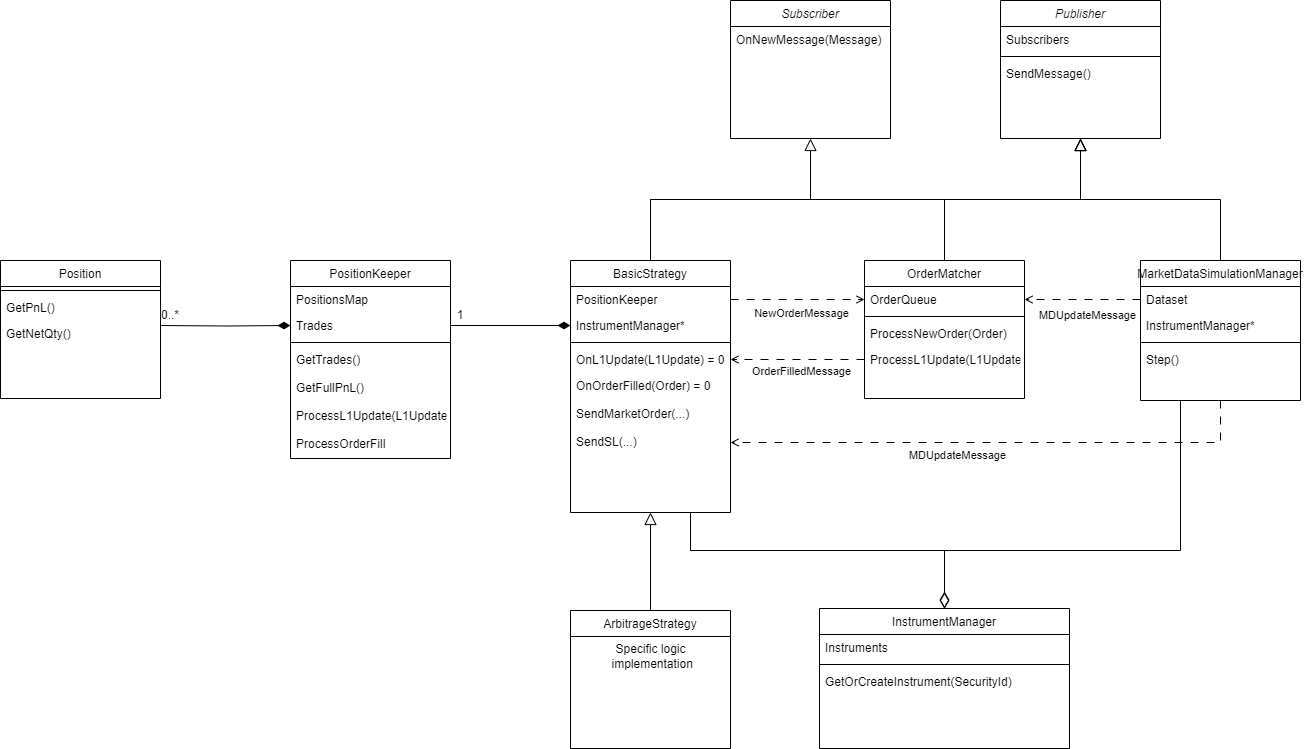 Subscriber
OnNewMessage(Message)
Publisher
Subscribers
SendMessage()
Position
GetPnL()
GetNetQty()
0..*
PositionKeeper
PositionsMap
Trades
GetTrades()
GetFullPnL()
ProcessL1Update(L1Update
ProcessOrderFill
1
BasicStrategy
PositionKeeper
InstrumentManager*
OnL1Update(L1Update) = 0
OnOrderFilled(Order) = 0
SendMarketOrder(...)
SendSL(...)
NewOrderMessage
OrderFilledMessage
OrderMatcher
OrderQueue
ProcessNewOrder(Order)
ProcessL1Update(L1Update
MDUpdateMessage
MarketDataSimulationManager
Dataset
InstrumentManager*
Step()
MDUpdateMessage
ArbitrageStrategy
Specific logic
implementation
InstrumentManager
Instruments
GetOrCreateInstrument(SecurityId)